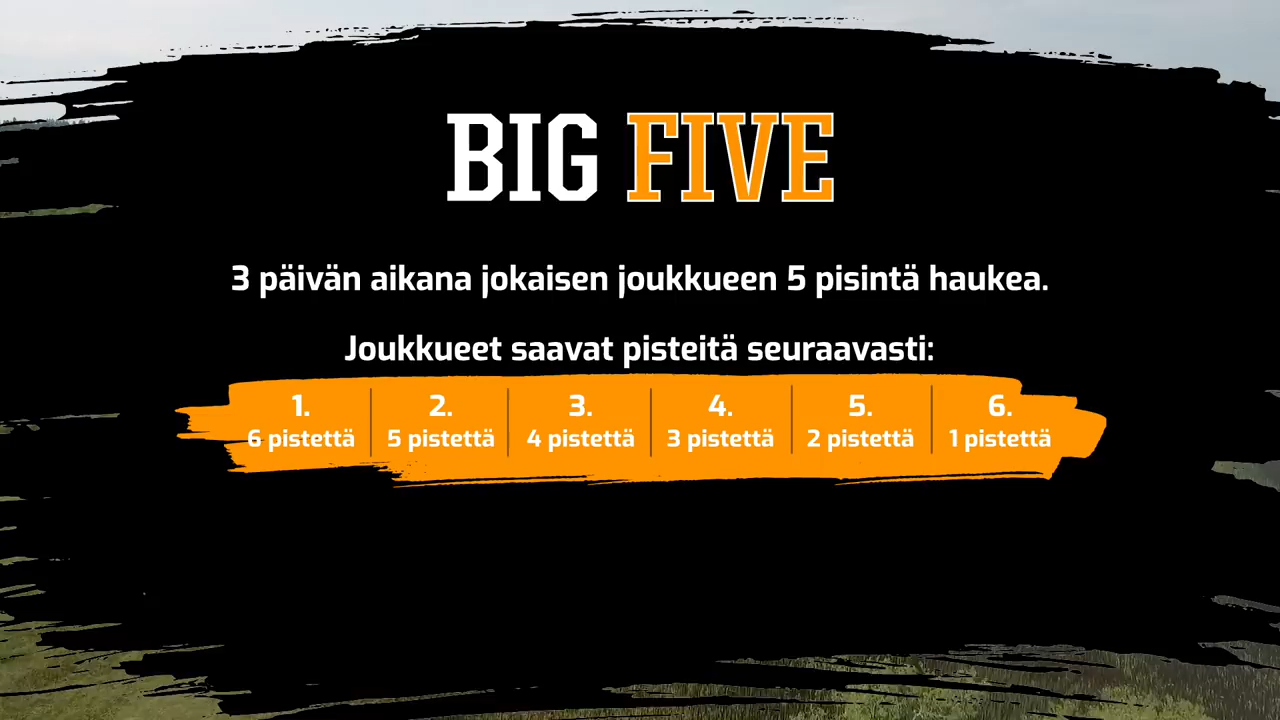 BIG FIVE
3 päivän aikana jokaisen joukkueen 5 pisintä haukea.
Joukkueet saavat pisteitä seuraavasti:
1. 2. 3. 4. 5. 6.
6 pistettä 5 pistettä 4 pistettä 3 pistettä 2 pistettä 1 pistettä